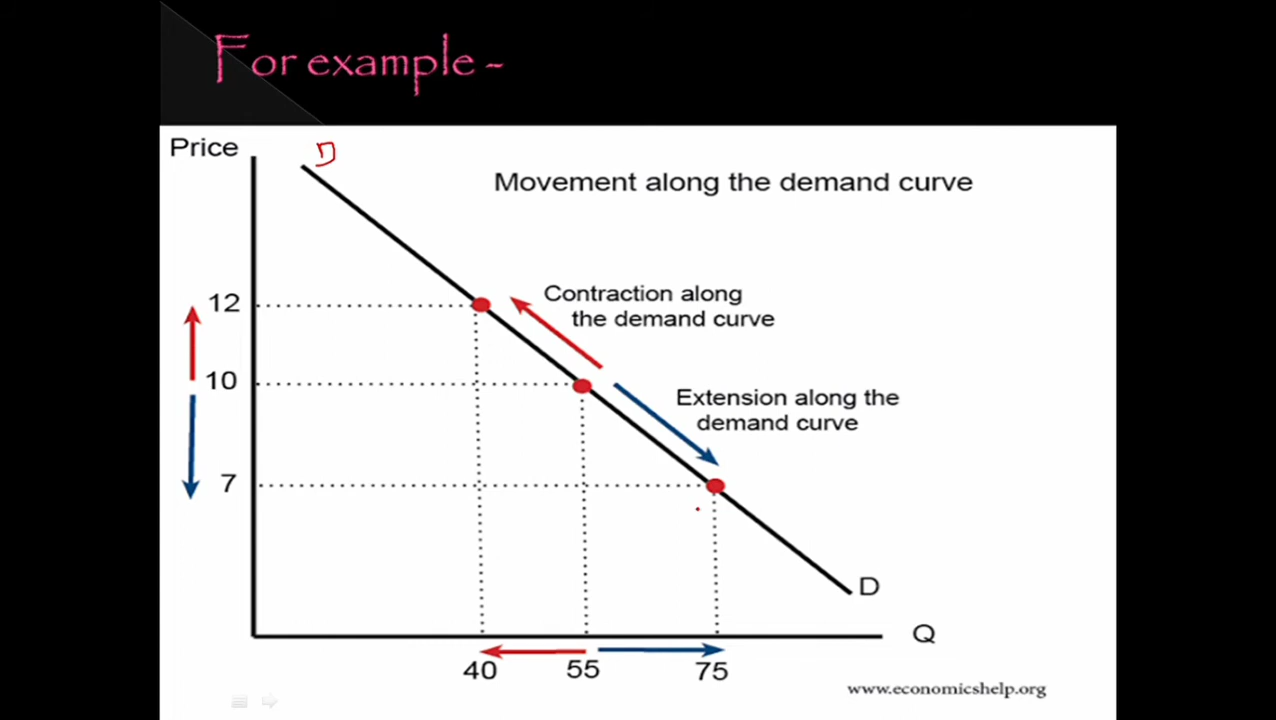 For example -
Price
D
Movement along the demand curve
12
Contraction along
the demand curve
10
Extension along the
demand curve
7
D
Q
40 55 75
www.economicshelp.org